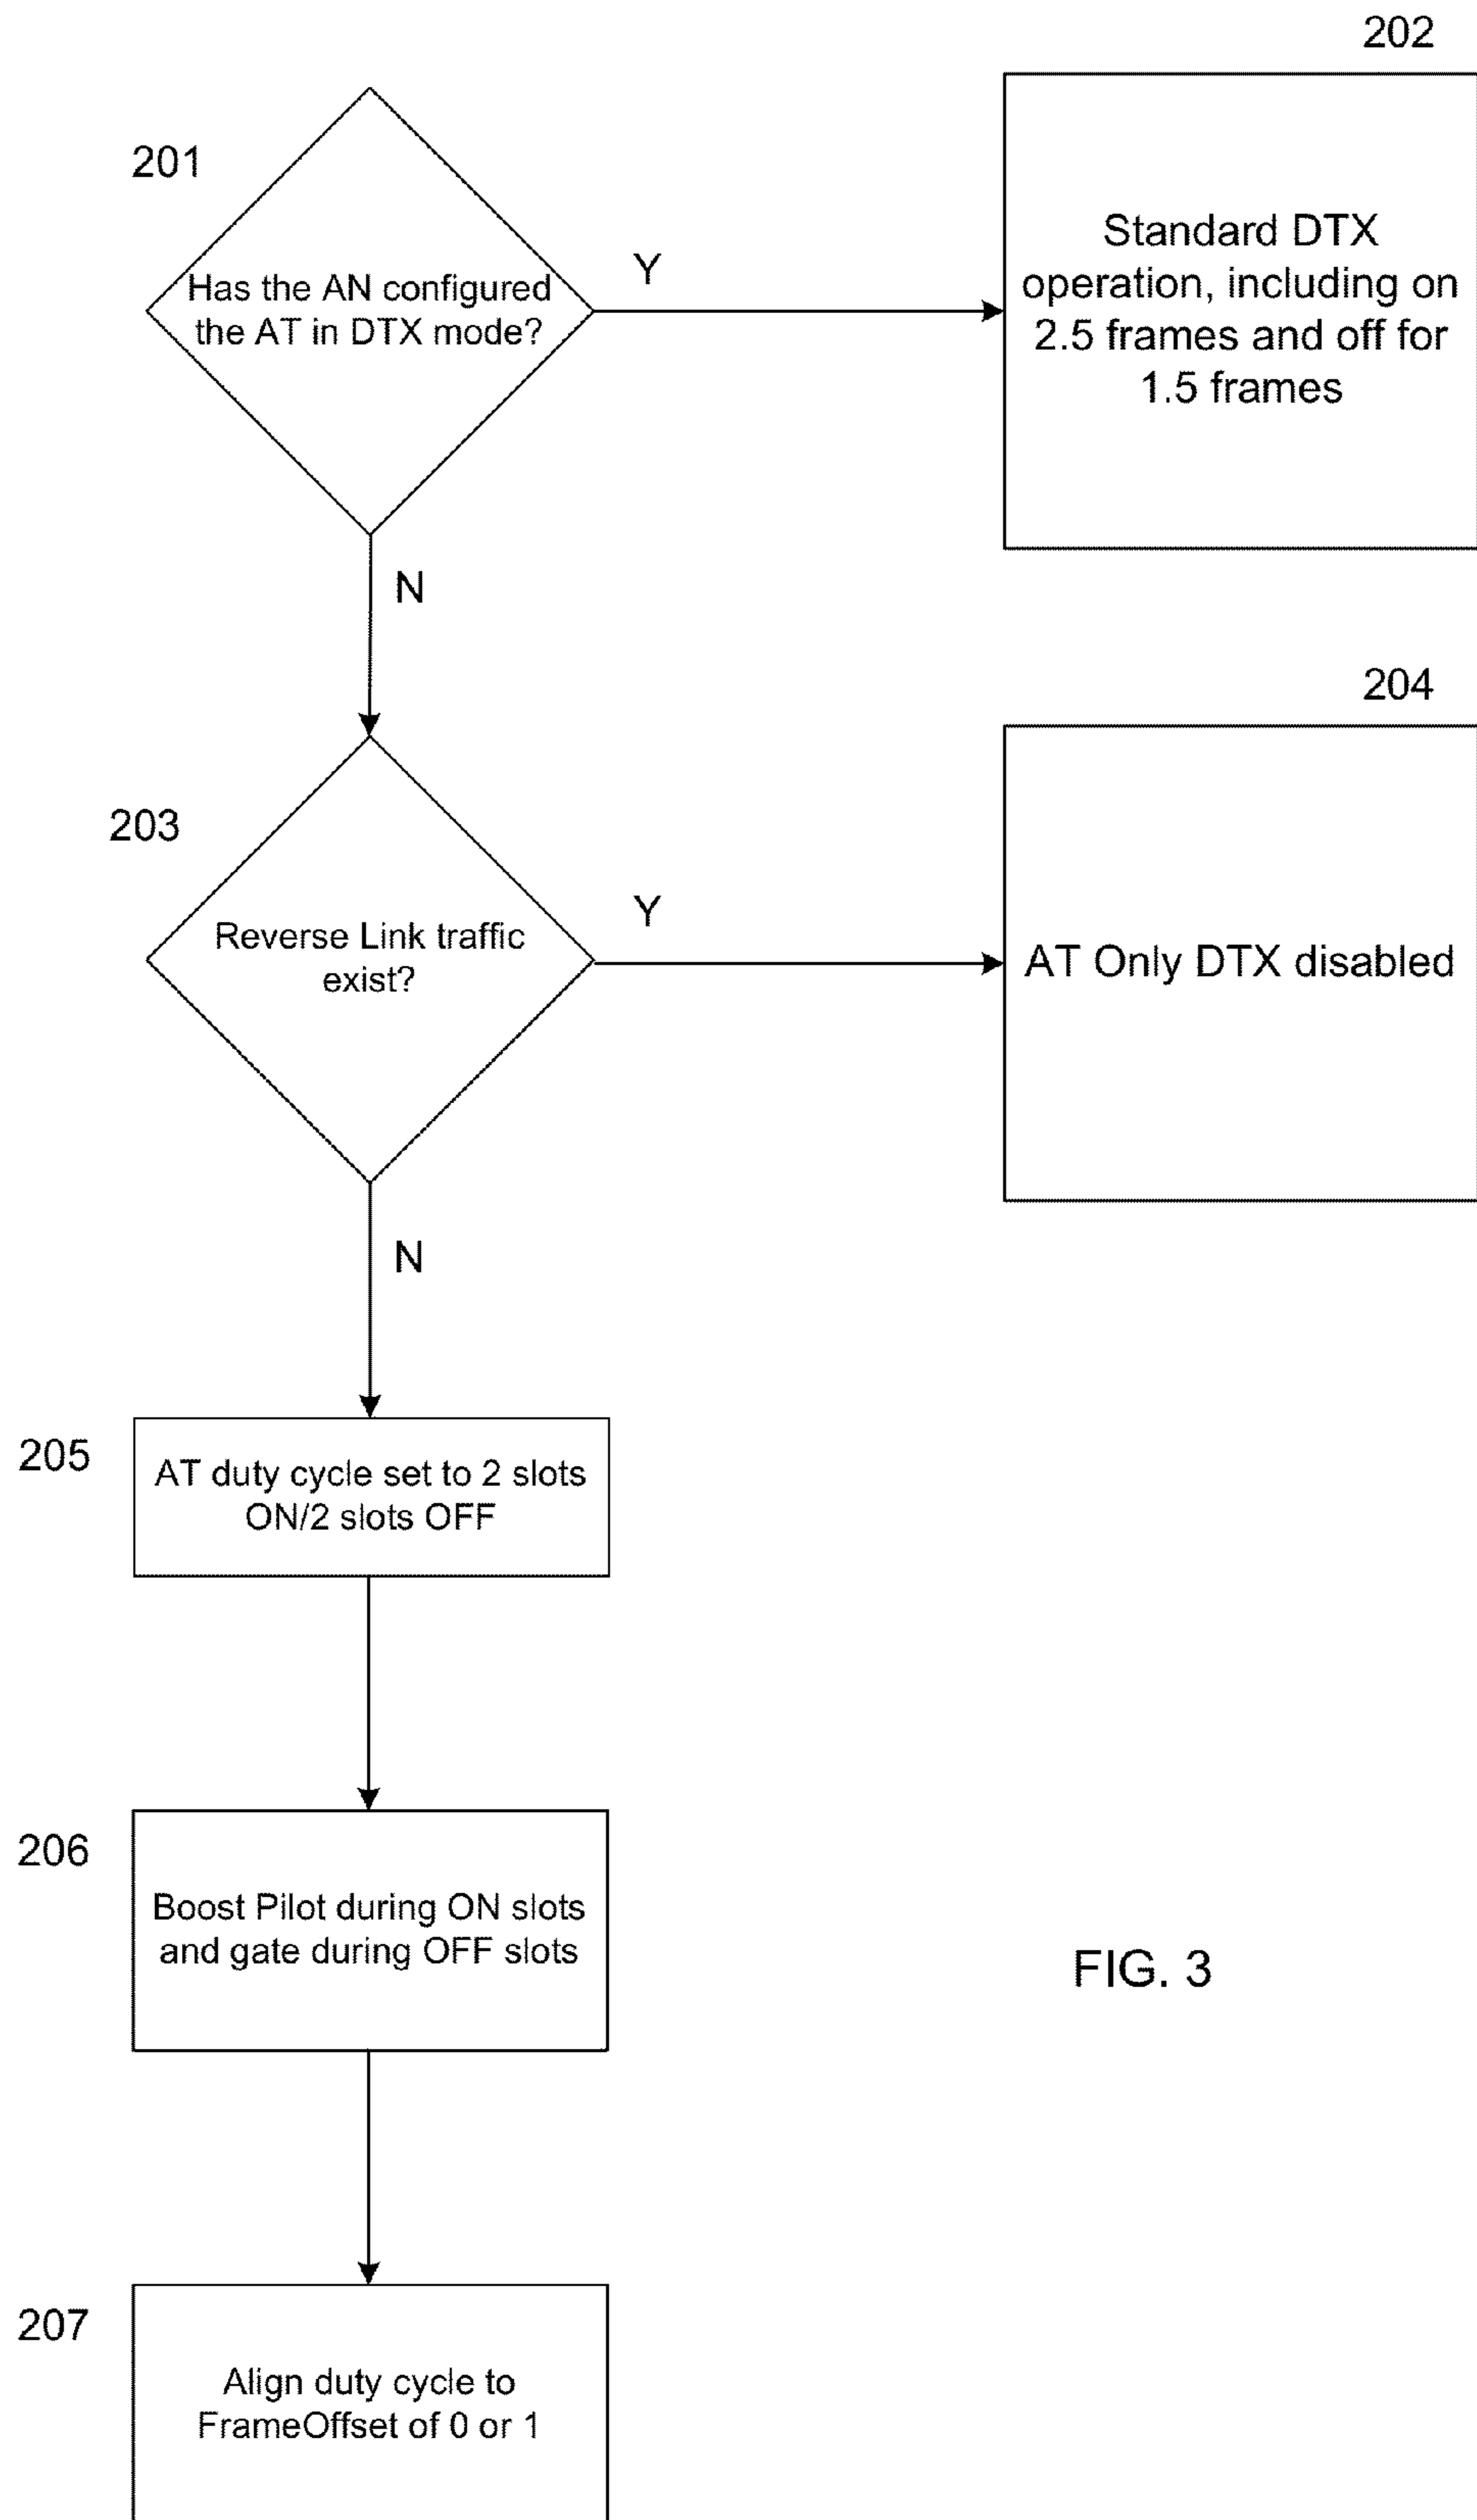 202
201
Standard DTX
operation, including on
2.5 frames and off for
1.5 frames
Has the AN configured
the AT in DTX mode?
Y
N
204
203
Reverse Link traffic
exist?
Y
AT Only DTX disabled
N
205
AT duty cycle set to 2 slots
ON/2 slots OFF
206
Boost Pilot during ON slots
and gate during OFF slots
FIG. 3
207
Align duty cycle to
FrameOffset of 0 or 1